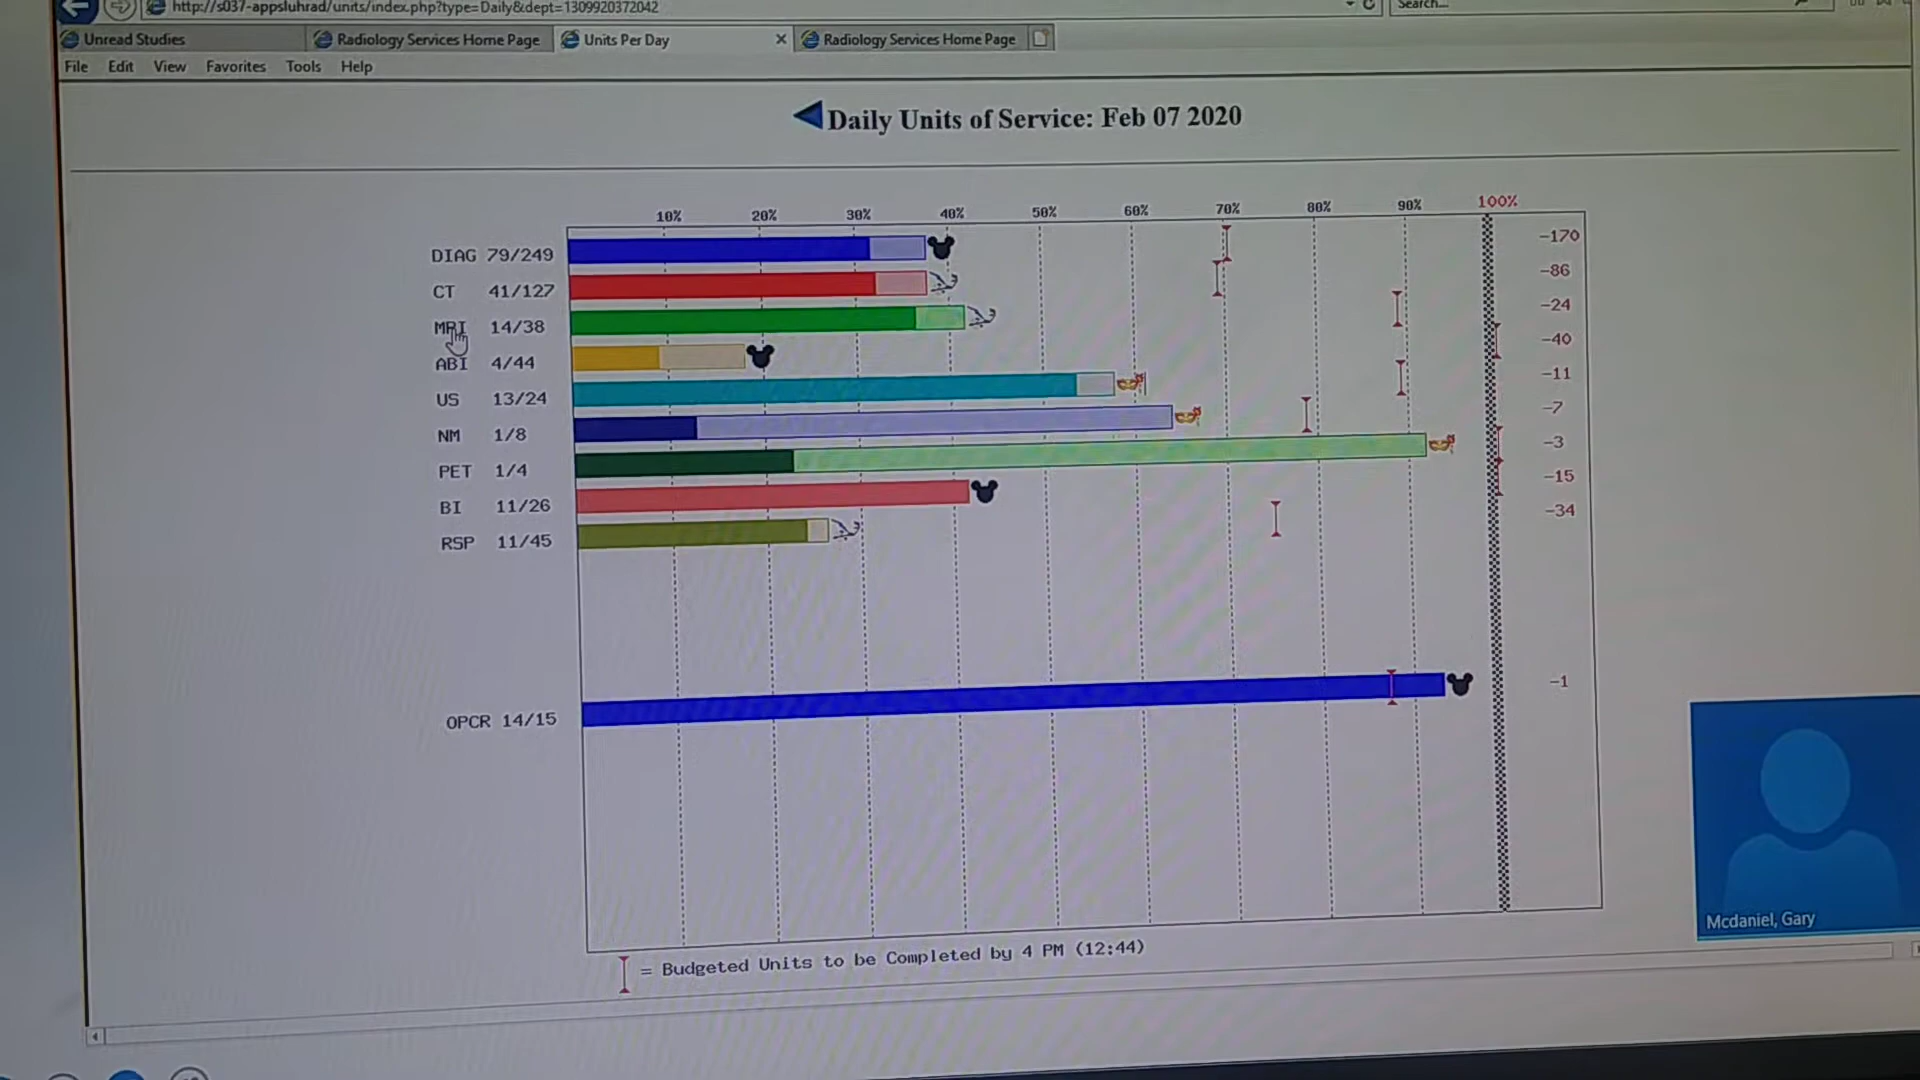 http://s037-appsluhrad/units/index.php?type=Daily&dept=1309920372042
Search...
Unread Studies
Radiology Services Home Page
Units Per Day
Radiology Services Home Page
File Edit View Favorites Tools Help
Daily Units of Service: Feb 07 2020
10% 20% 30% 40% 50% 60% 70% 80% 90% 100%
DIAG 79/249 -170
CT 41/127 -86
MRI 14/38 -24
ABI 4/44 -40
US 13/24 -11
NM 1/8 -7
PET 1/4 -3
BI 11/26 -15
RSP 11/45 -34
OPCR 14/15 -1
= Budgeted Units to be Completed by 4 PM (12:44)
Mcdaniel, Gary